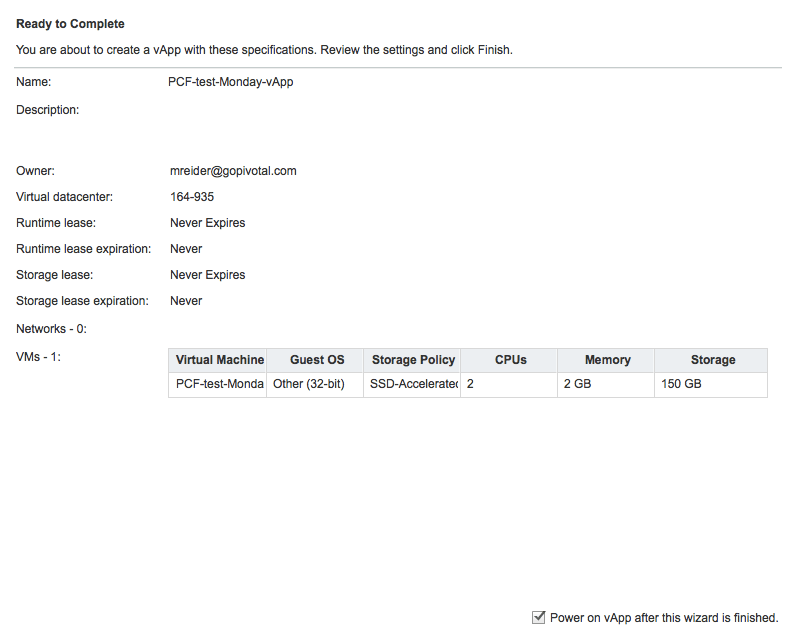 Ready to Complete
You are about to create a vApp with these specifications. Review the settings and click Finish.
Name: PCF-test-Monday-vApp
Description:
Owner: mreider@gopivotal.com
Virtual datacenter: 164-935
Runtime lease: Never Expires
Runtime lease expiration: Never
Storage lease: Never Expires
Storage lease expiration: Never
Networks - 0:
VMs - 1: Virtual Machine Guest OS Storage Policy CPUs Memory Storage
PCF-test-Monda Other (32-bit) SSD-Accelerated 2 2 GB 150 GB
Power on vApp after this wizard is finished.